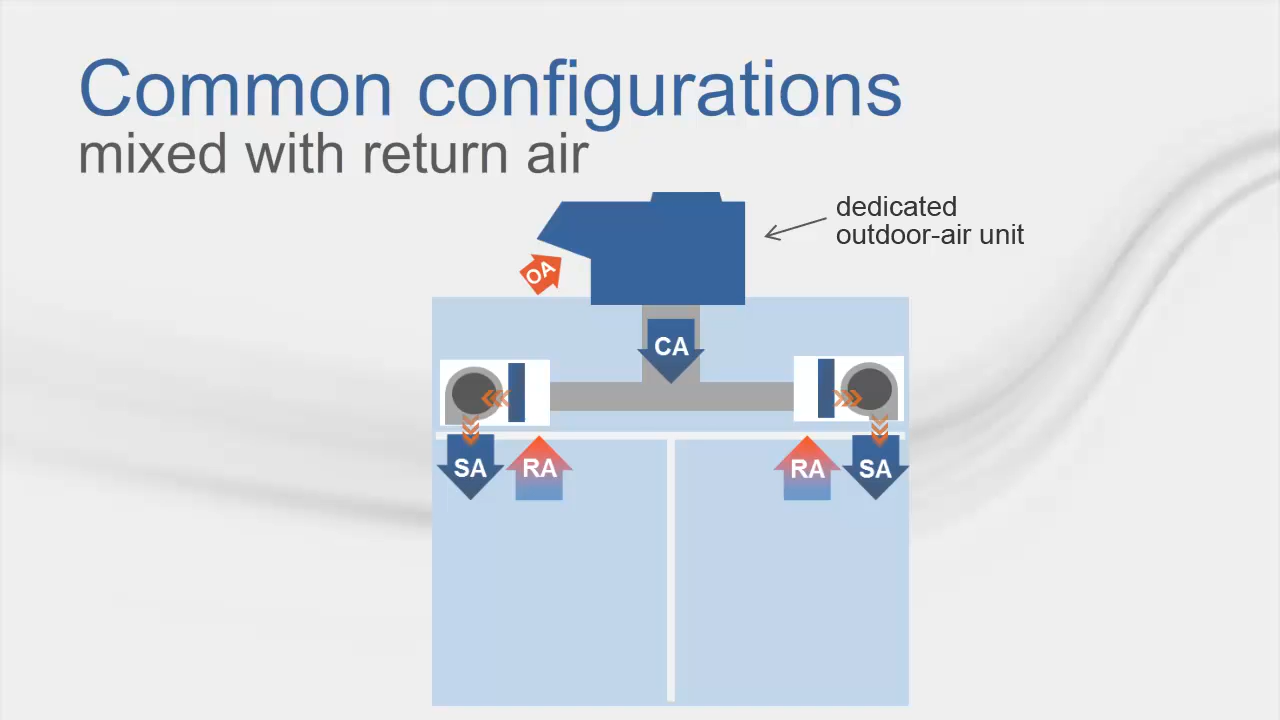 Common configurations
mixed with return air
dedicated
outdoor-air unit
OA
CA
SA
RA
RA
SA